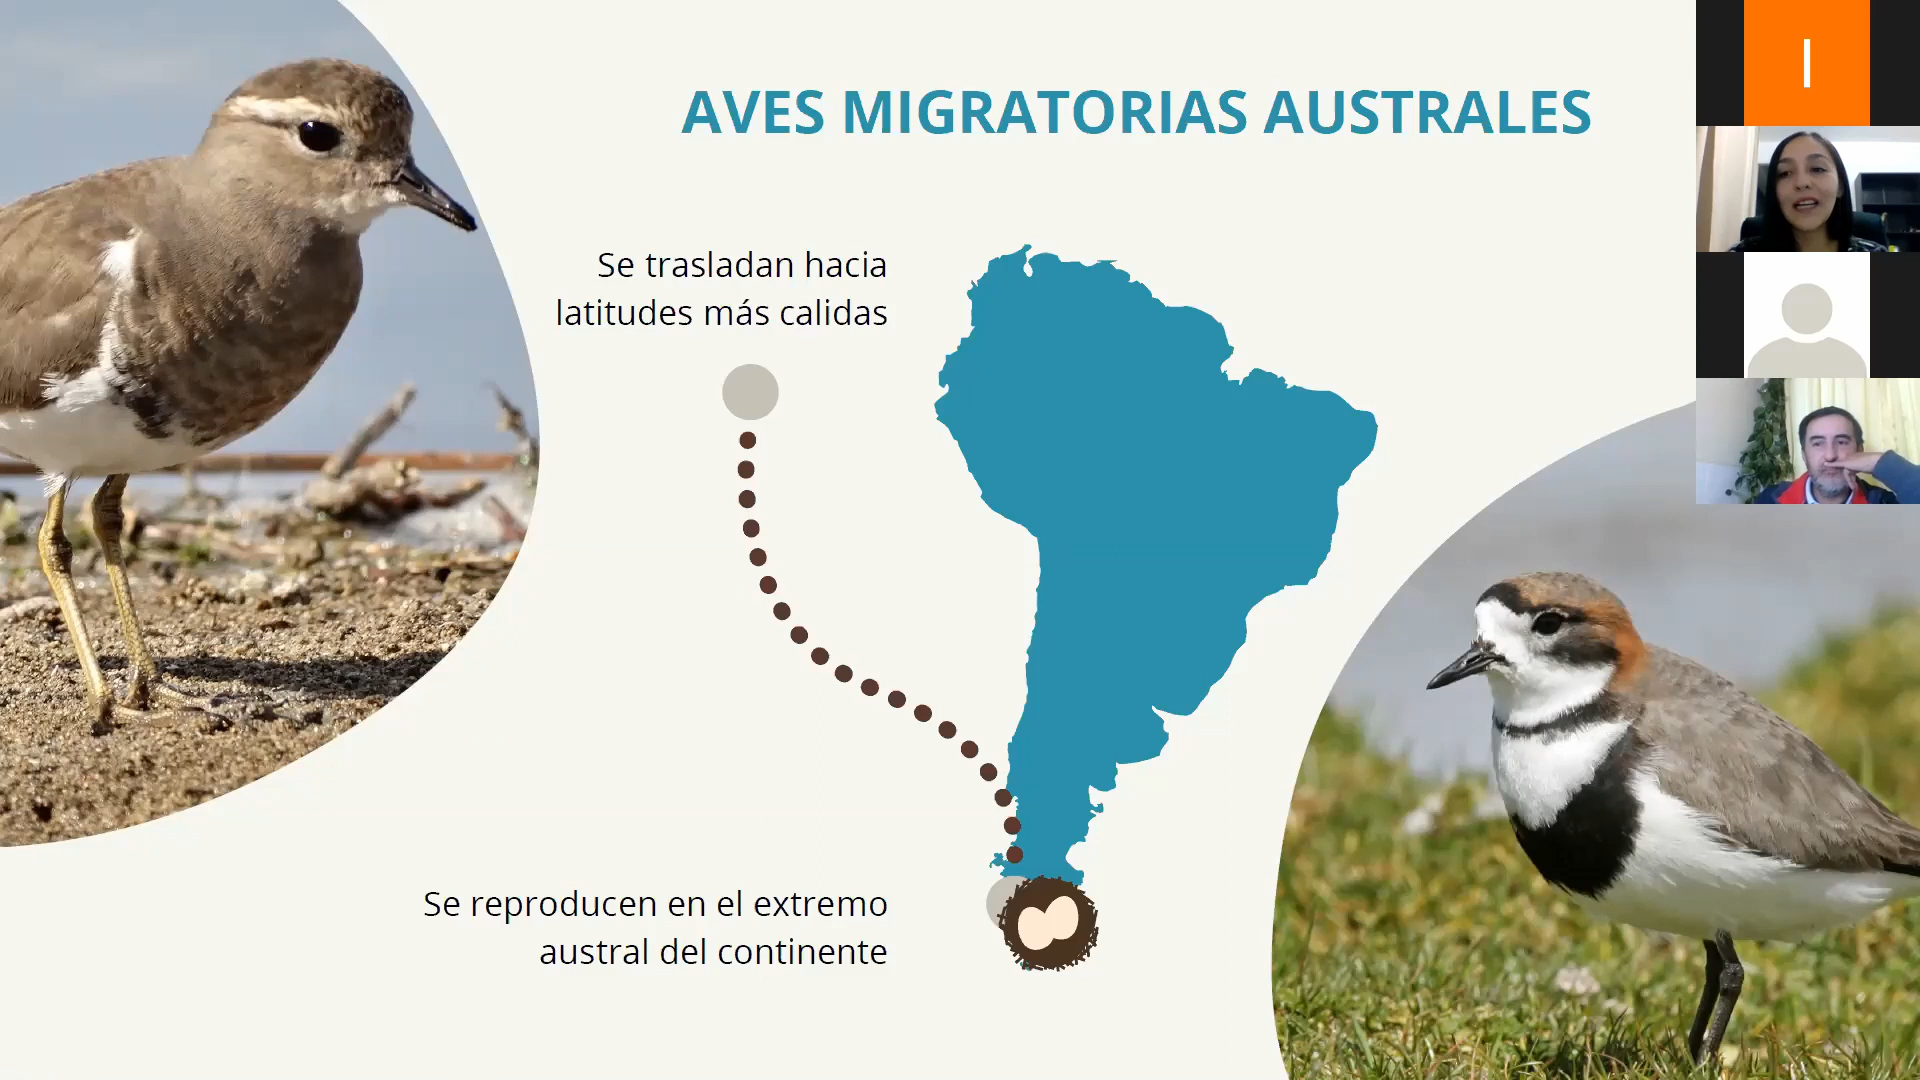 AVES MIGRATORIAS AUSTRALES
Se trasladan hacia
latitudes más calidas
Se reproducen en el extremo
austral del continente
I